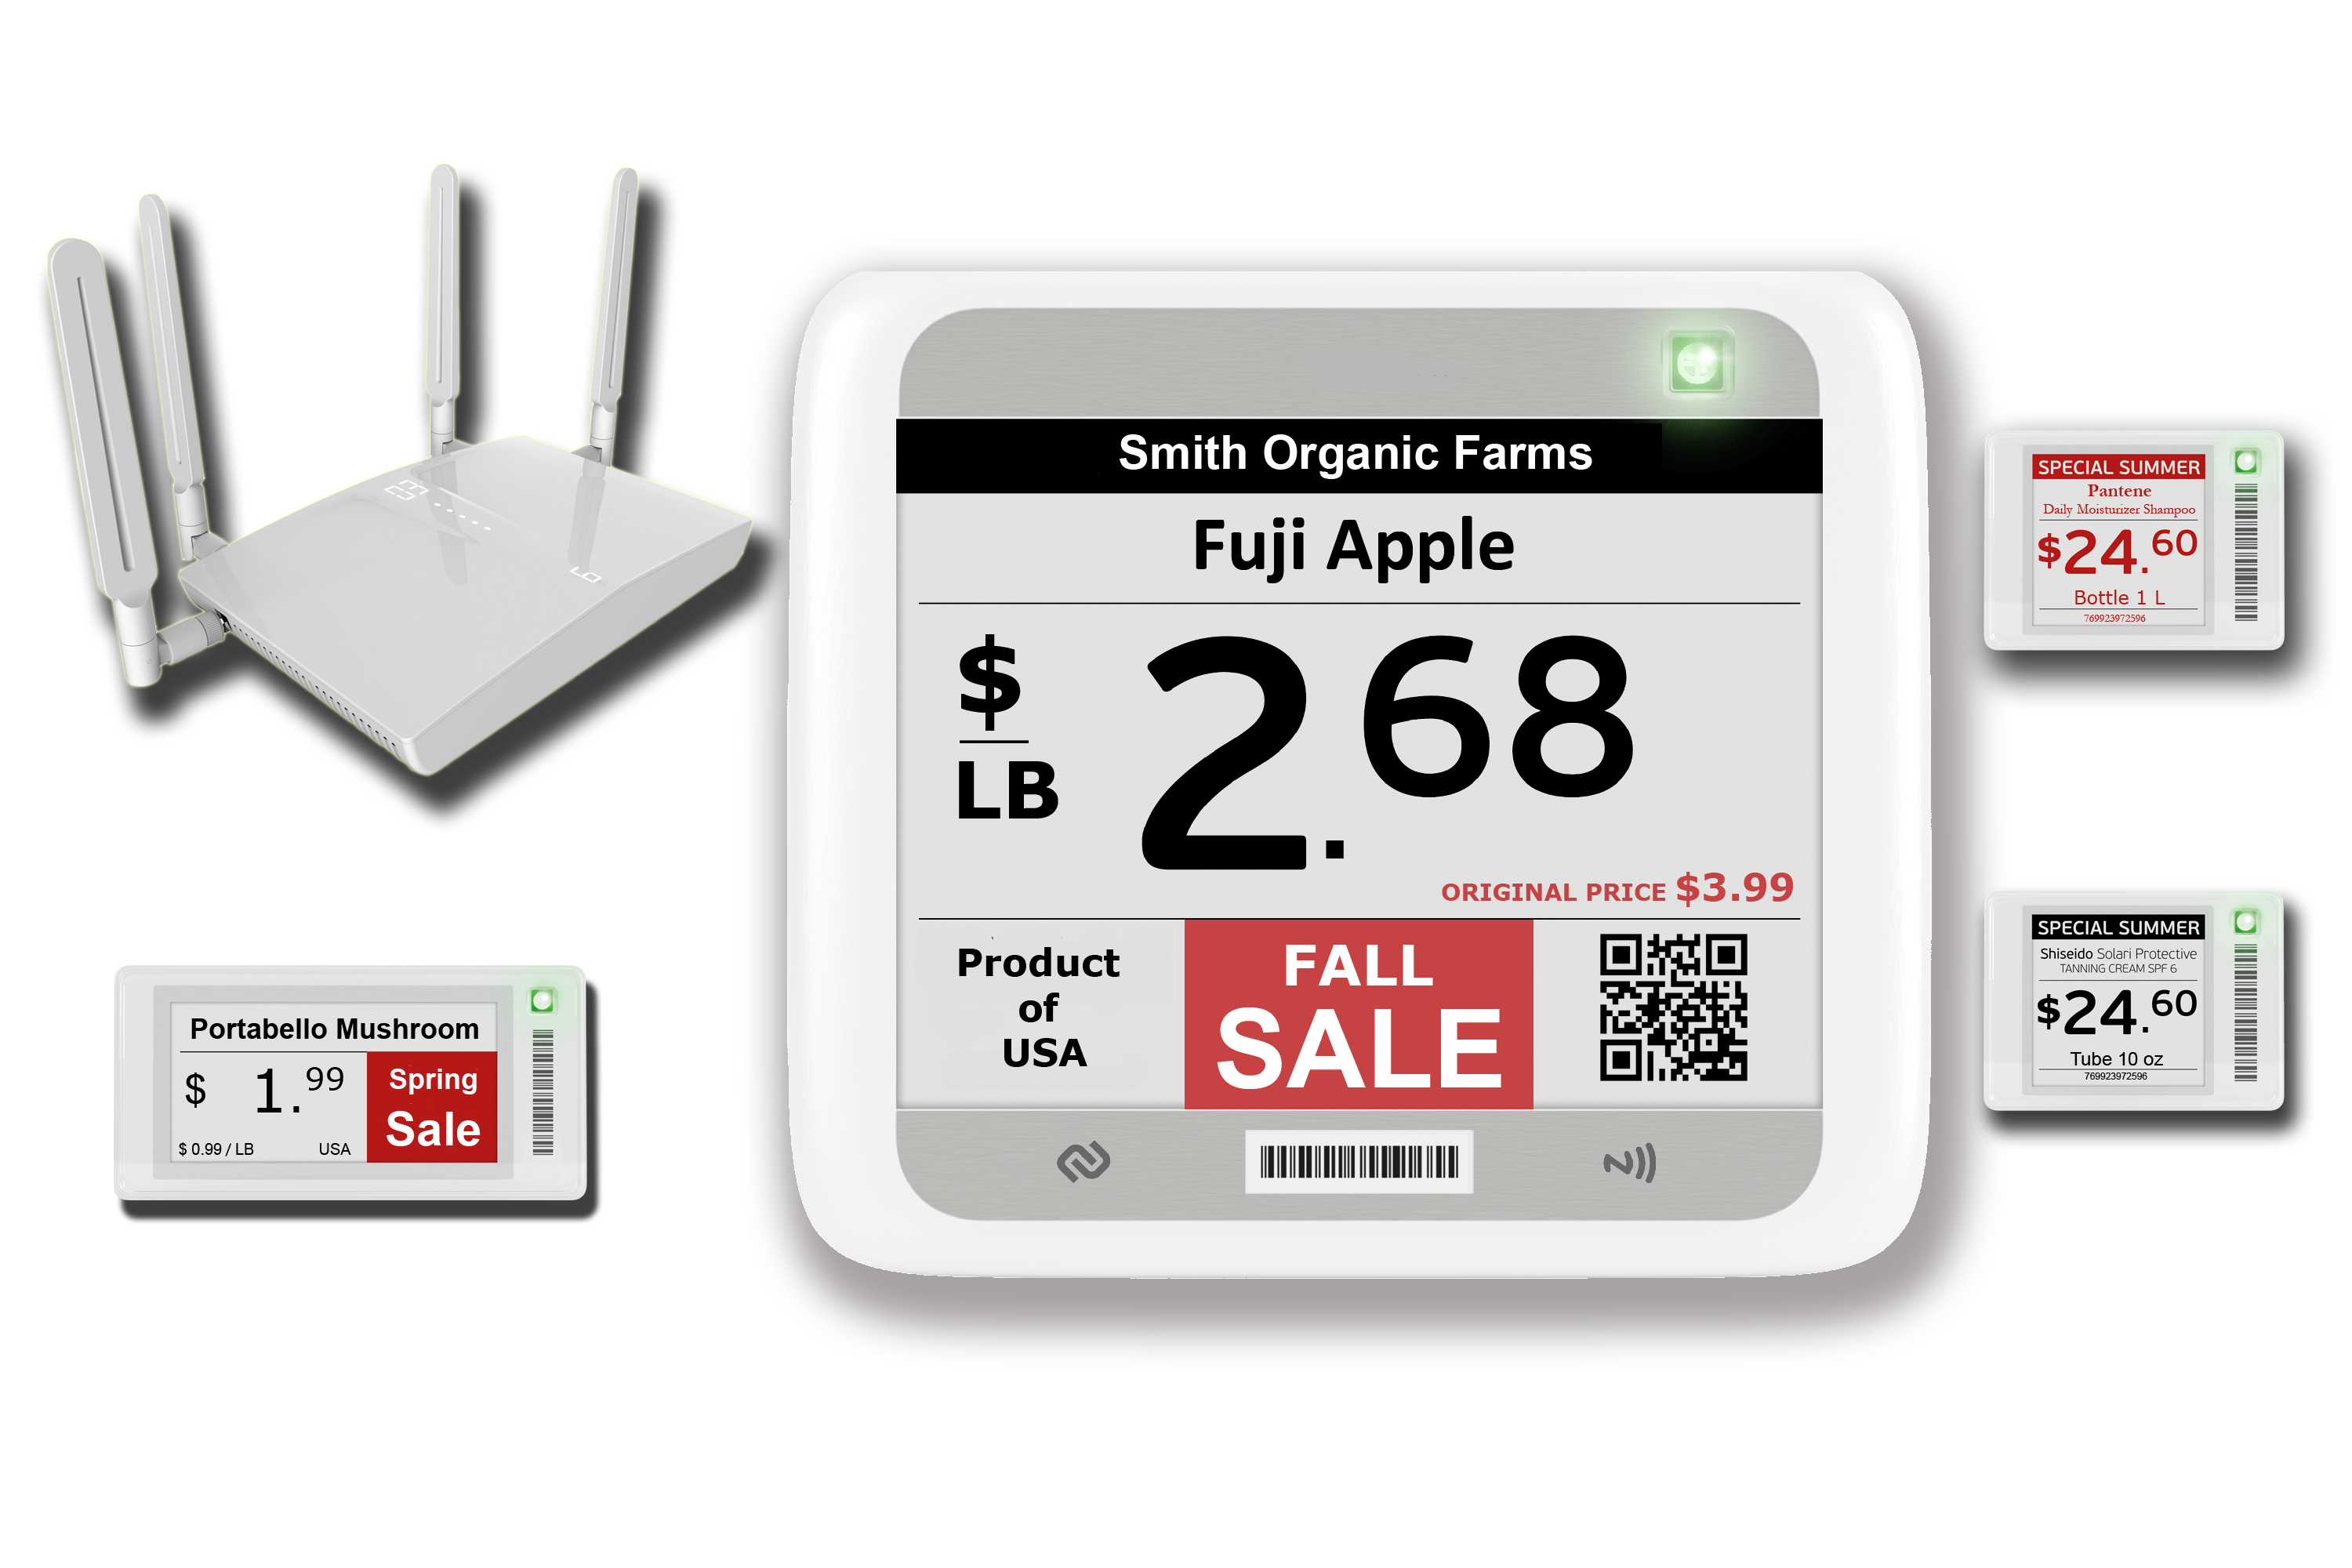 Smith Organic Farms
Fuji Apple
$
LB
2.68
ORIGINAL PRICE $3.99
Product
of
USA
FALL
SALE
Portabello Mushroom
$ 1.99
$ 0.99 / LB USA
Spring
Sale
SPECIAL SUMMER
Pantene
Daily Moisturizer Shampoo
$24.60
Bottle 1 L
769923972596
SPECIAL SUMMER
Shiseido Solari Protective
TANNING CREAM SPF 6
$24.60
Tube 10 oz
769923972596